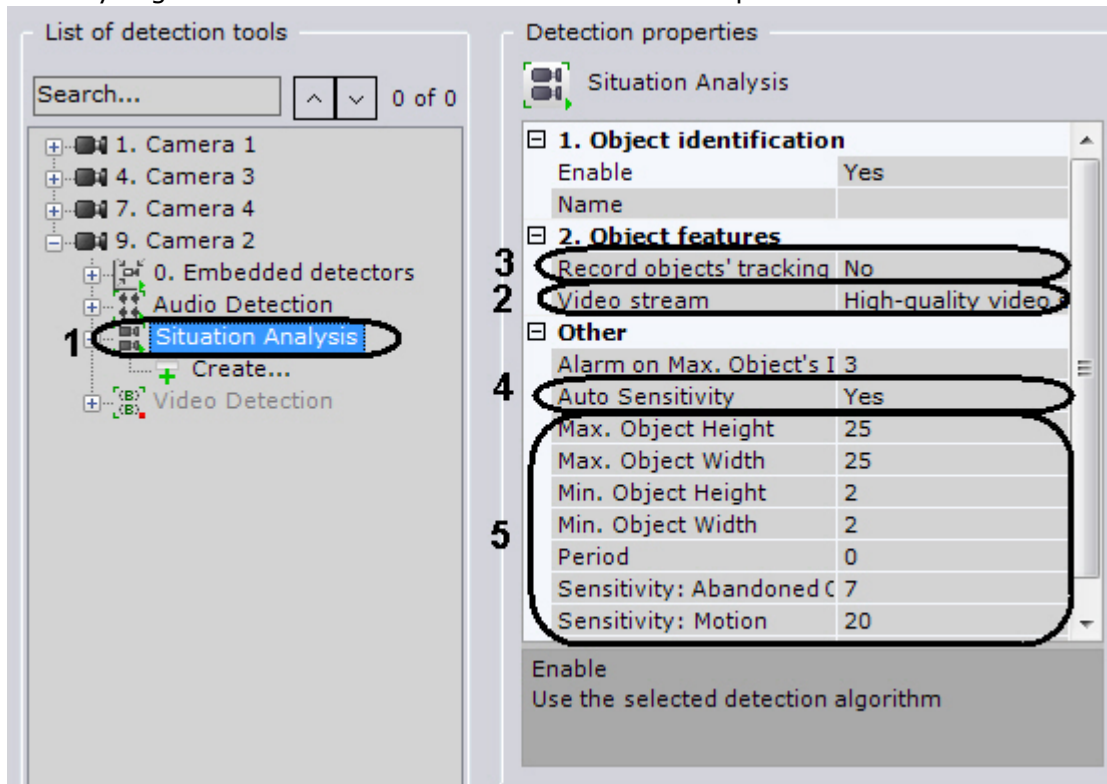 List of detection tools
Search...
0 of 0
1. Camera 1
4. Camera 3
7. Camera 4
9. Camera 2
0. Embedded detectors
Audio Detection
1 Situation Analysis
Create...
Video Detection
Detection properties
Situation Analysis
1. Object identification
Enable Yes
Name
2. Object features
3 Record objects' tracking No
2 Video stream High-quality video
Other
Alarm on Max. Object's 3
4 Auto Sensitivity Yes
Max. Object Height 25
Max. Object Width 25
Min. Object Height 2
Min. Object Width 2
5 Period 0
Sensitivity: Abandoned 7
Sensitivity: Motion 20
Enable
Use the selected detection algorithm